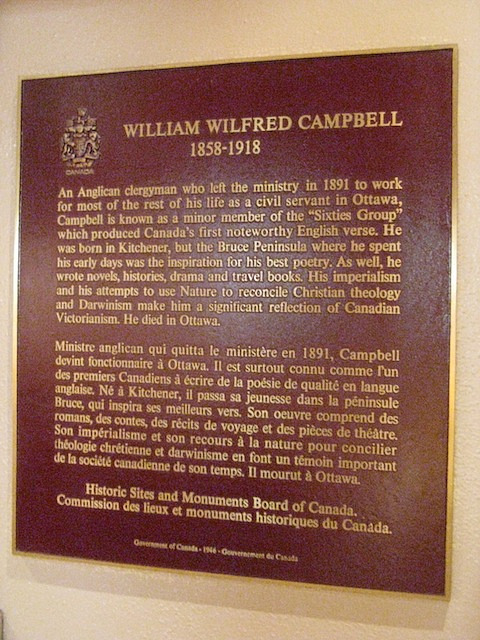 CANADA
WILLIAM WILFRED CAMPBELL
1858-1918
An Anglican clergyman who left the ministry in 1891 to work
for most of the rest of his life as a civil servant in Ottawa,
Campbell is known as a minor member of the "Sixties Group"
which produced Canada's first noteworthy English verse. He
was born in Kitchener, but the Bruce Peninsula where he spent
his early days was the inspiration for his best poetry. As well, he
wrote novels, histories, drama and travel books. His imperialism
and his attempts to use Nature to reconcile Christian theology
and Darwinism make him a significant reflection of Canadian
Victorianism. He died in Ottawa.
Ministre anglican qui quitta le ministère en 1891, Campbell
devint fonctionnaire à Ottawa. Il est surtout connu comme l'un
des premiers Canadiens à écrire de la poésie de qualité en langue
anglaise. Né à Kitchener, il passa sa jeunesse dans la péninsule
Bruce, qui inspira ses meilleurs vers. Son oeuvre comprend des
romans, des contes, des récits de voyage et des pièces de théâtre.
Son impérialisme et son recours à la nature pour concilier
théologie chrétienne et darwinisme en font un témoin important
de la société canadienne de son temps. Il mourut à Ottawa.
Historic Sites and Monuments Board of Canada.
Commission des lieux et monuments historiques du Canada.
Government of Canada - 1966 - Gouvernement du Canada